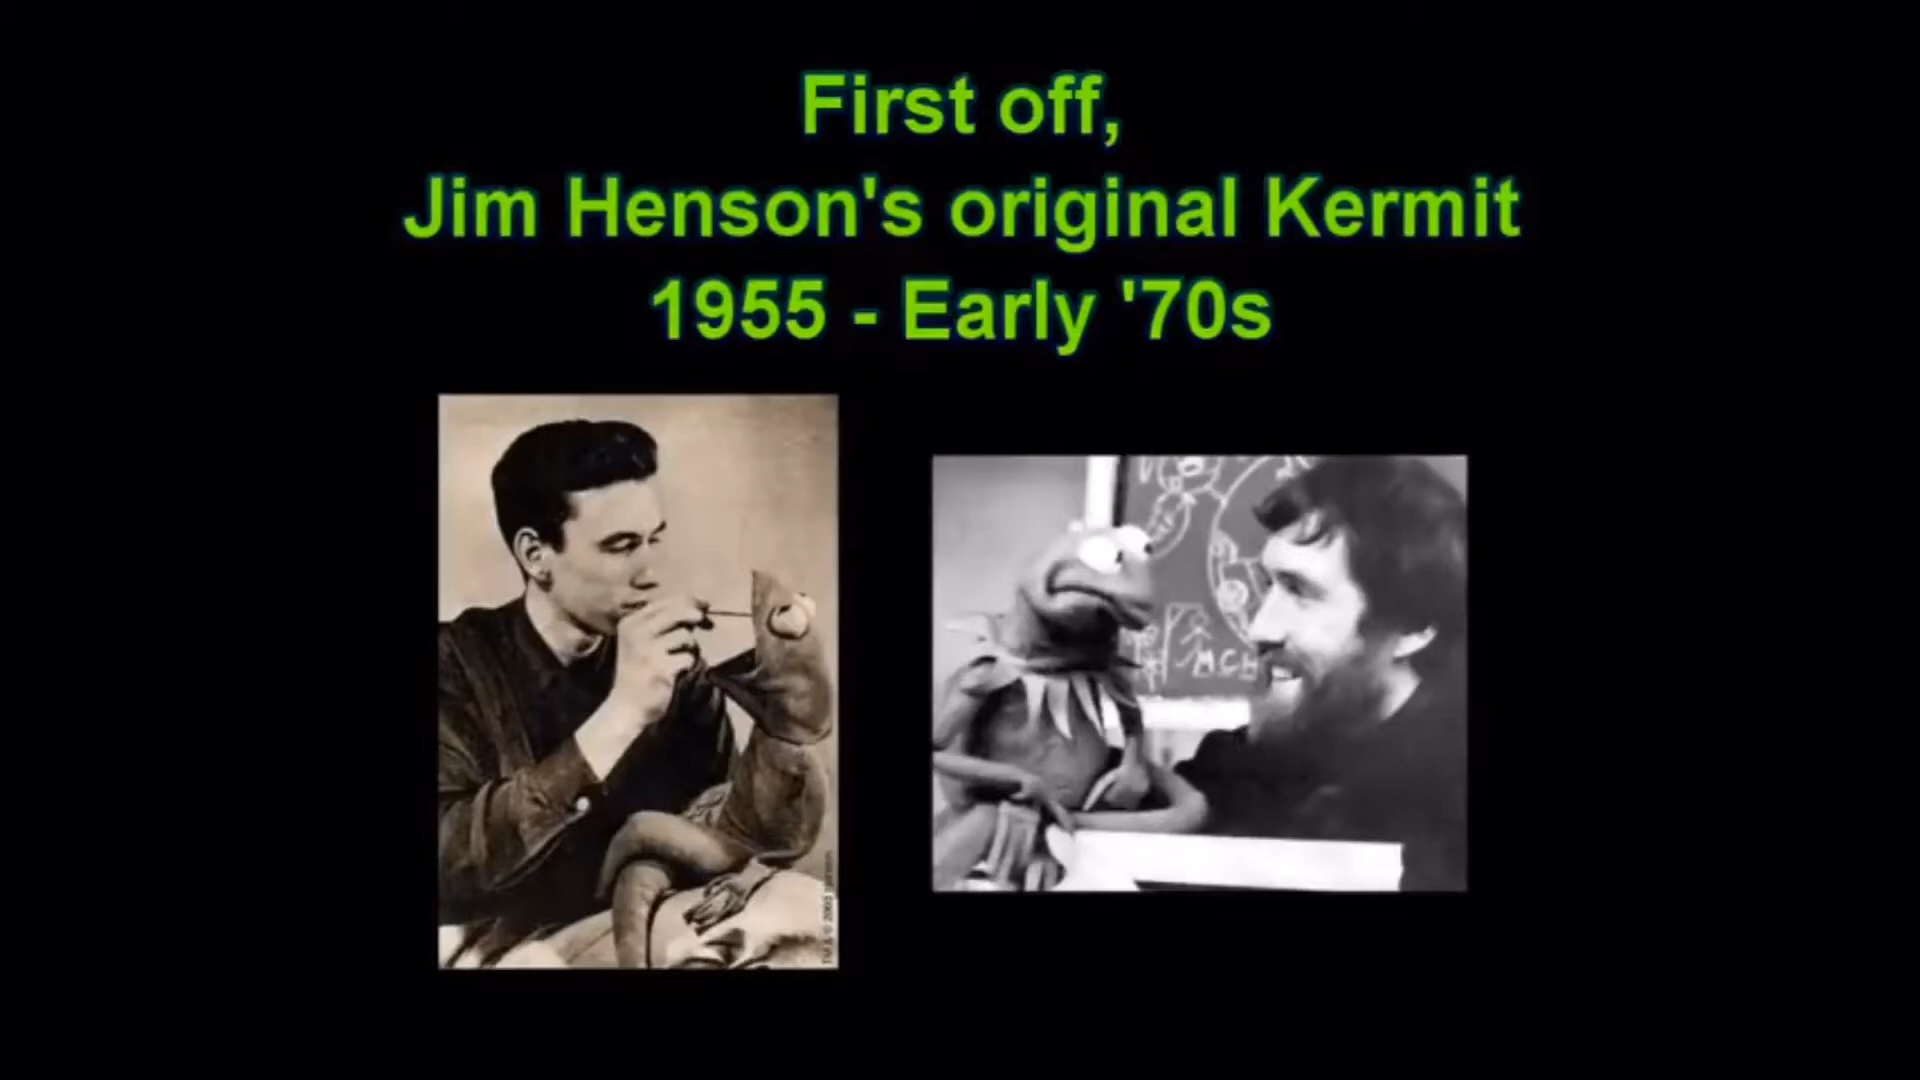 First off,
Jim Henson's original Kermit
1955 - Early '70s